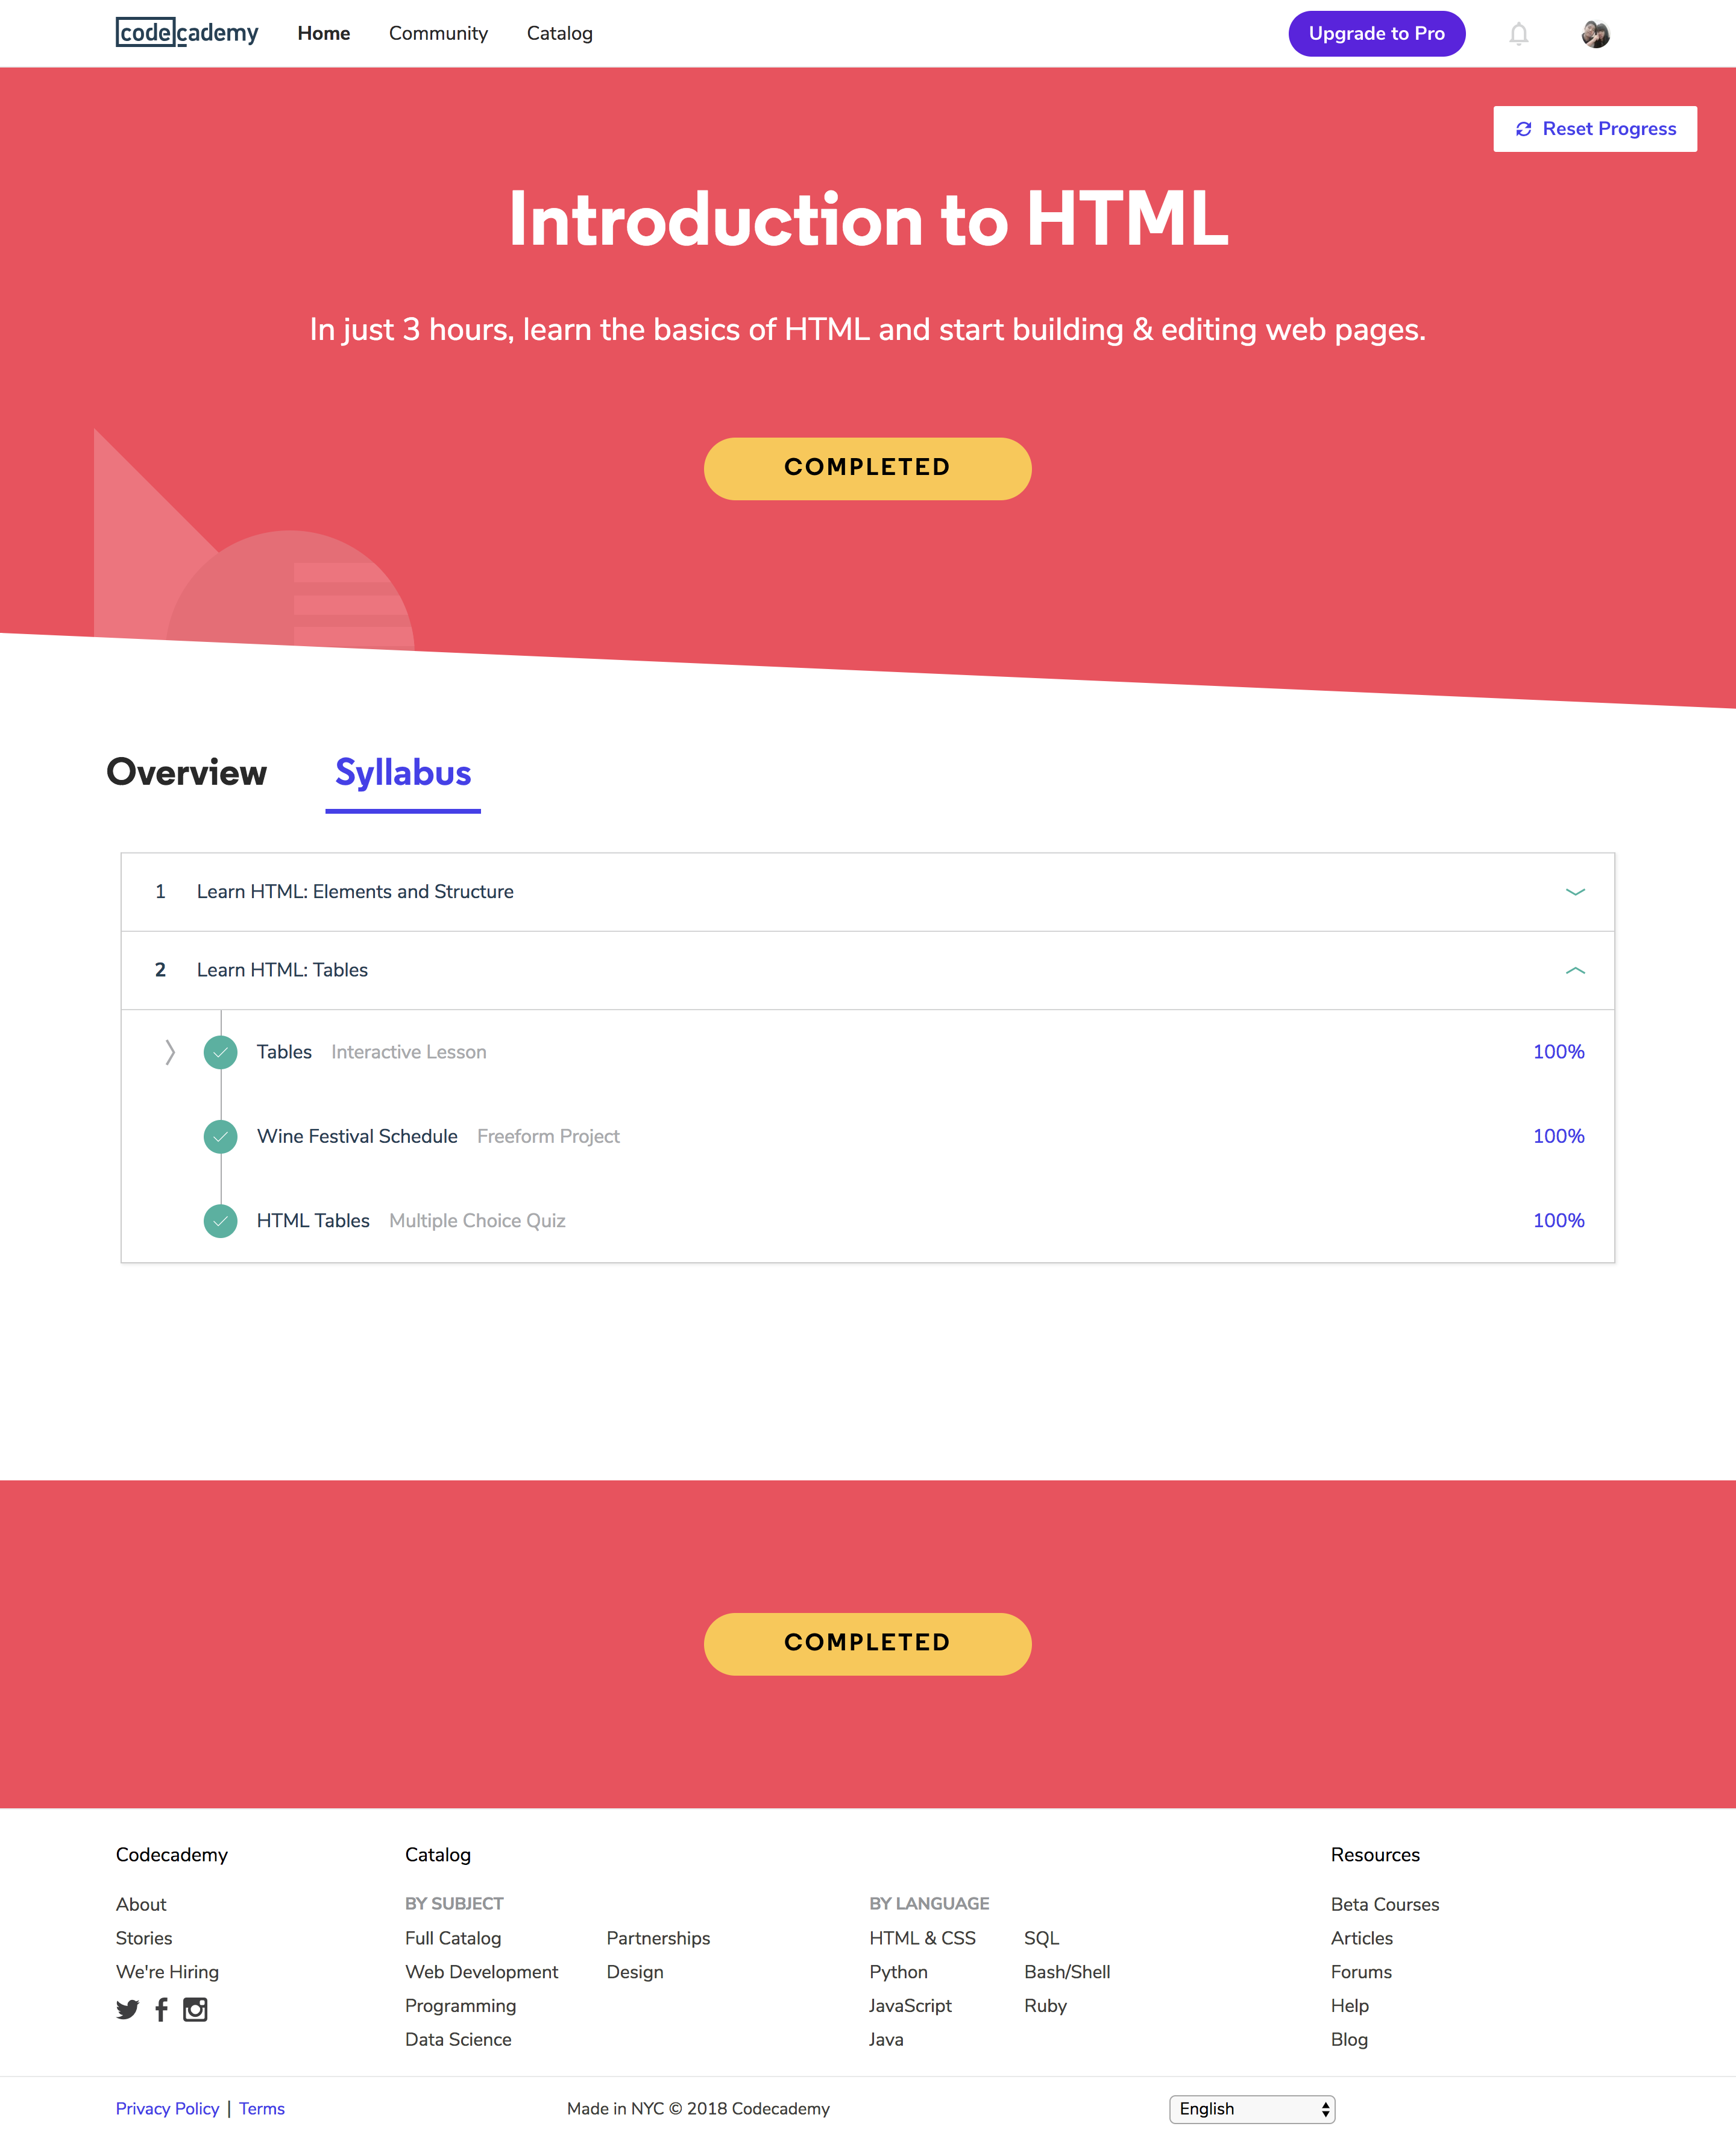 codecademy Home Community Catalog Upgrade to Pro
Reset Progress
Introduction to HTML
In just 3 hours, learn the basics of HTML and start building & editing web pages.
COMPLETED
Overview Syllabus
1 Learn HTML: Elements and Structure
2 Learn HTML: Tables
Tables Interactive Lesson 100%
Wine Festival Schedule Freeform Project 100%
HTML Tables Multiple Choice Quiz 100%
COMPLETED
Codecademy
About
Stories
We're Hiring
Catalog
BY SUBJECT
Full Catalog
Web Development
Programming
Data Science
Partnerships
Design
BY LANGUAGE
HTML & CSS
Python
JavaScript
Java
SQL
Bash/Shell
Ruby
Resources
Beta Courses
Articles
Forums
Help
Blog
Privacy Policy | Terms Made in NYC © 2018 Codecademy English